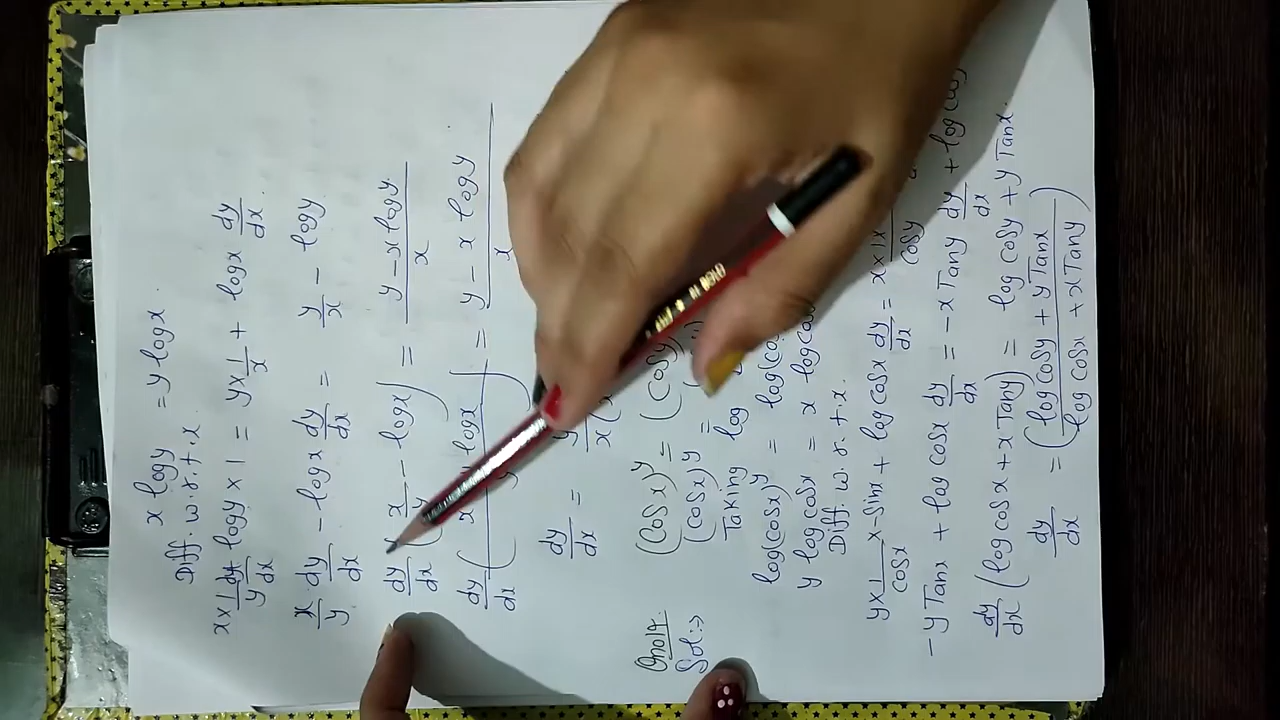 x log y = y log x
Diff. w.r.t.x
x x 1/y dy/dx log y x 1 = y x 1/x + log x dy/dx.
x/y dy/dx - log x dy/dx = y/x - log y
dy/dx ( x/y - log x ) = y - x log y / x
dy/dx ( x log x / y ) = y - x log y / x
dy/dx = y / x(
Qno14. (Cos x)^y = (Cos y)
Sol:> (Cos x)^y =
Taking log
log(cos x)^y = log(cos
y log cos x = x log cos
Diff. w.r.t.x.
y x 1/cos x x -Sin x + log cos x dy/dx = x x 1 x / cos y
- y Tan x + log cos x dy/dx = - x Tan y dy/dx + log(cos y
dy/dx ( log cos x + x Tan y ) = log cos y + y Tan x.
dy/dx = ( log cos y + y Tan x / log cos x + x Tan y )